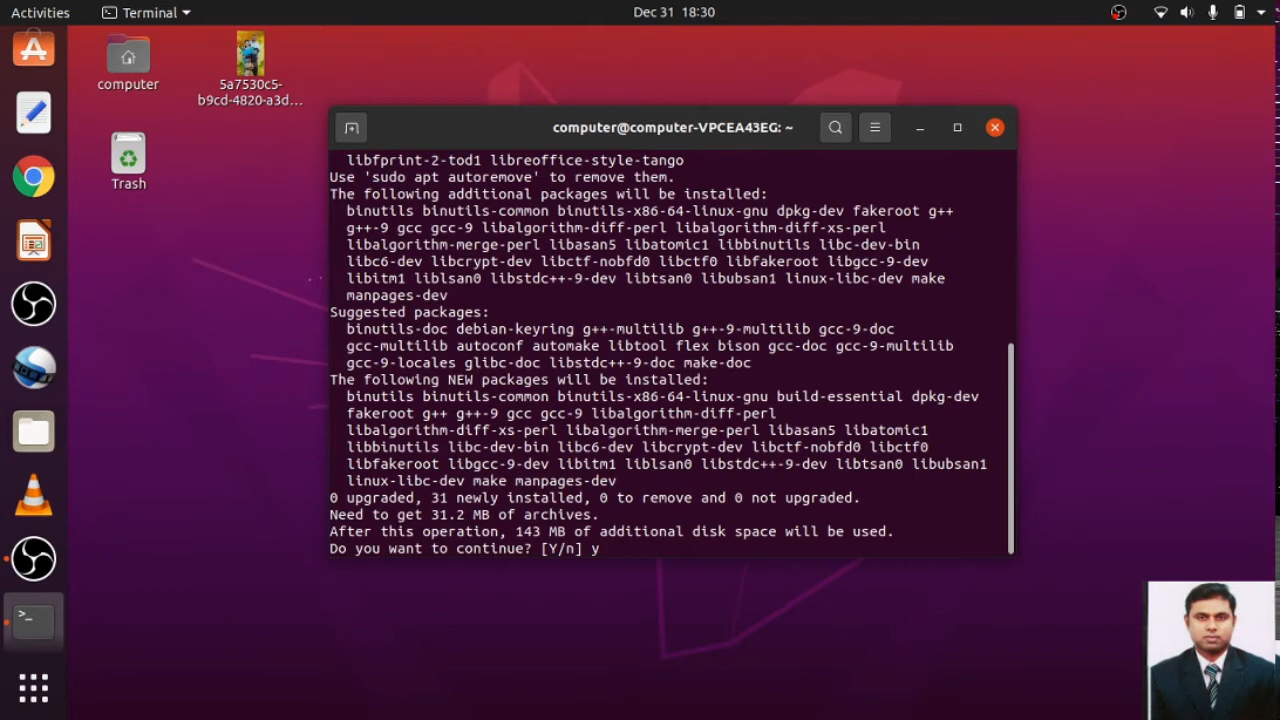 Activities
Terminal
Dec 31 18:30
computer
5a7530c5-
b9cd-4820-a3d...
Trash
computer@computer-VPCEA43EG: ~
libfprint-2-tod1 libreoffice-style-tango
Use 'sudo apt autoremove' to remove them.
The following additional packages will be installed:
binutils binutils-common binutils-x86-64-linux-gnu dpkg-dev fakeroot g++
g++-9 gcc gcc-9 libalgorithm-diff-perl libalgorithm-diff-xs-perl
libalgorithm-merge-perl libasan5 libatomic1 libbinutils libc-dev-bin
libc6-dev libcrypt-dev libctf-nobfd0 libctf0 libfakeroot libgcc-9-dev
libitm1 liblsan0 libstdc++-9-dev libtsan0 libubsan1 linux-libc-dev make
manpages-dev
Suggested packages:
binutils-doc debian-keyring g++-multilib g++-9-multilib gcc-9-doc
gcc-multilib autoconf automake libtool flex bison gcc-doc gcc-9-multilib
gcc-9-locales glibc-doc libstdc++-9-doc make-doc
The following NEW packages will be installed:
binutils binutils-common binutils-x86-64-linux-gnu build-essential dpkg-dev
fakeroot g++ g++-9 gcc gcc-9 libalgorithm-diff-perl
libalgorithm-diff-xs-perl libalgorithm-merge-perl libasan5 libatomic1
libbinutils libc-dev-bin libc6-dev libcrypt-dev libctf-nobfd0 libctf0
libfakeroot libgcc-9-dev libitm1 liblsan0 libstdc++-9-dev libtsan0 libubsan1
linux-libc-dev make manpages-dev
0 upgraded, 31 newly installed, 0 to remove and 0 not upgraded.
Need to get 31.2 MB of archives.
After this operation, 143 MB of additional disk space will be used.
Do you want to continue? [Y/n] y